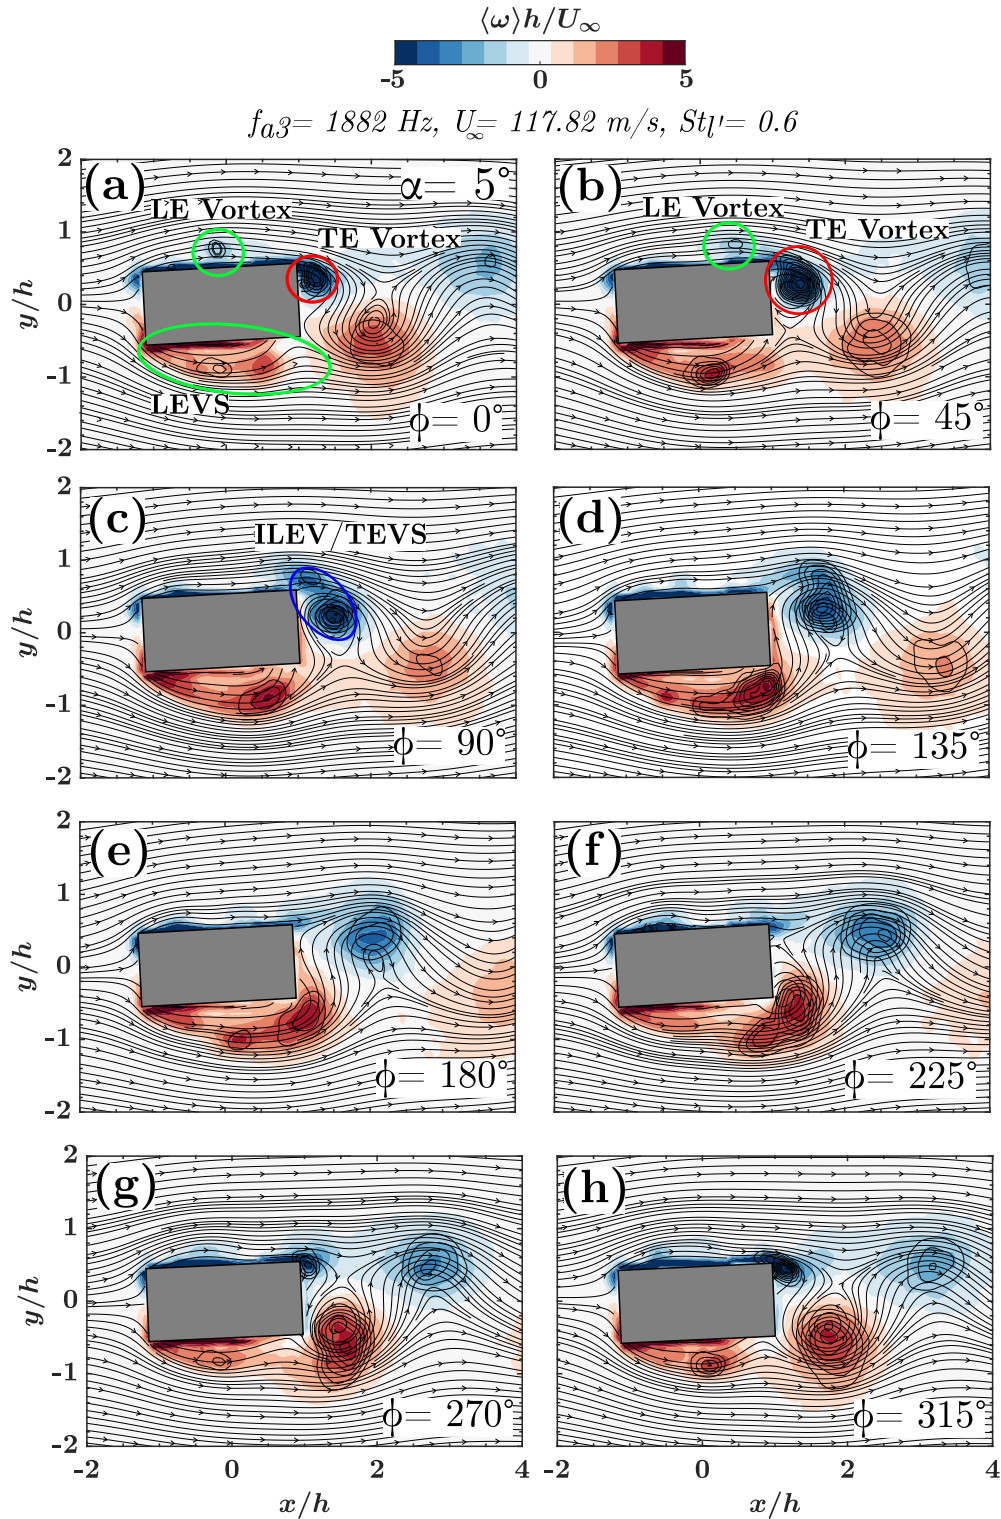 ⟨ω⟩h/U∞
-5 0 5
fa3= 1882 Hz, U∞= 117.82 m/s, Stl'= 0.6
(a) α= 5°
LE Vortex
TE Vortex
LEVS
ϕ= 0°
2
1
0
-1
-2
y/h
(b)
LE Vortex
TE Vortex
ϕ= 45°
(c)
ILEV/TEVS
ϕ= 90°
2
1
0
-1
-2
y/h
(d)
ϕ= 135°
(e)
ϕ= 180°
2
1
0
-1
-2
y/h
(f)
ϕ= 225°
(g)
ϕ= 270°
2
1
0
-1
-2
y/h
-2 0 2 4
x/h
(h)
ϕ= 315°
-2 0 2 4
x/h